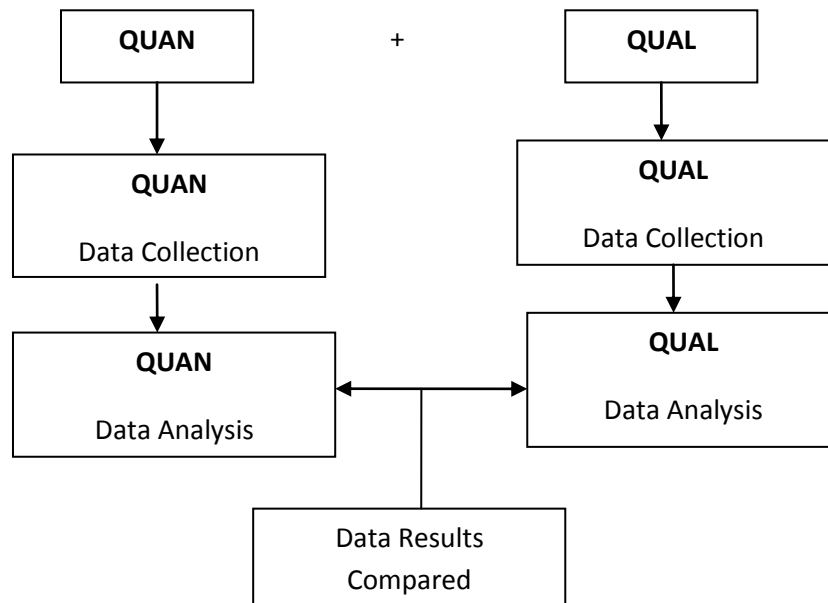 QUAN + QUAL
QUAN
Data Collection
QUAL
Data Collection
QUAN
Data Analysis
QUAL
Data Analysis
Data Results
Compared